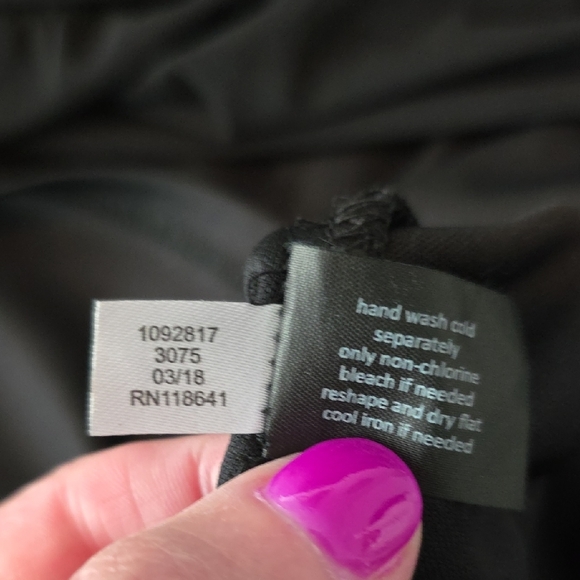 1092817
3075
03/18
RN118641
hand wash cold
separately
only non-chlorine
bleach if needed
reshape and dry flat
cool iron if needed